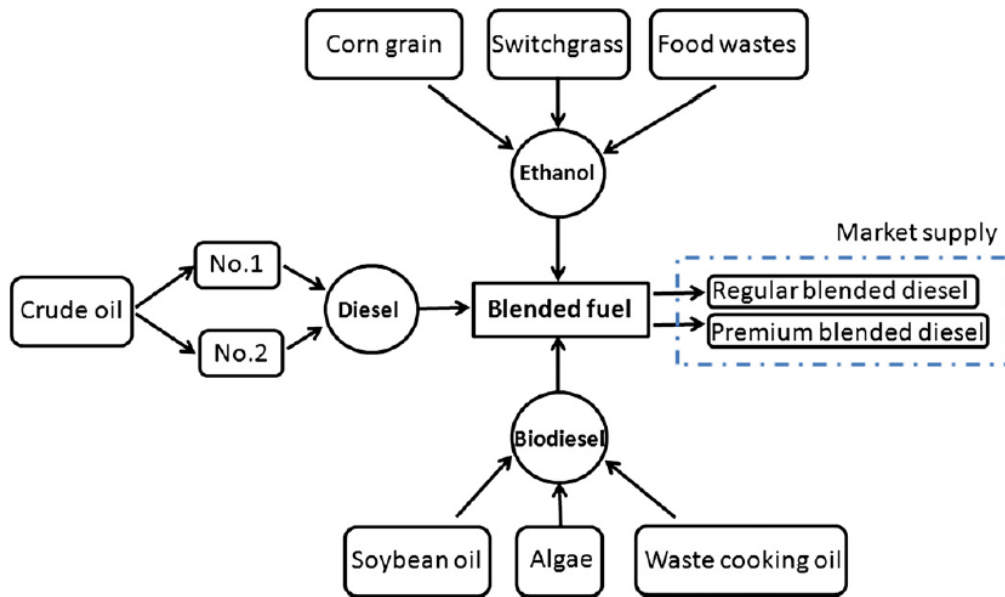 Corn grain
Switchgrass
Food wastes
Ethanol
Market supply
No.1
Regular blended diesel
Crude oil
Diesel
Blended fuel
Premium blended diesel
No.2
Biodiesel
Soybean oil
Algae
Waste cooking oil